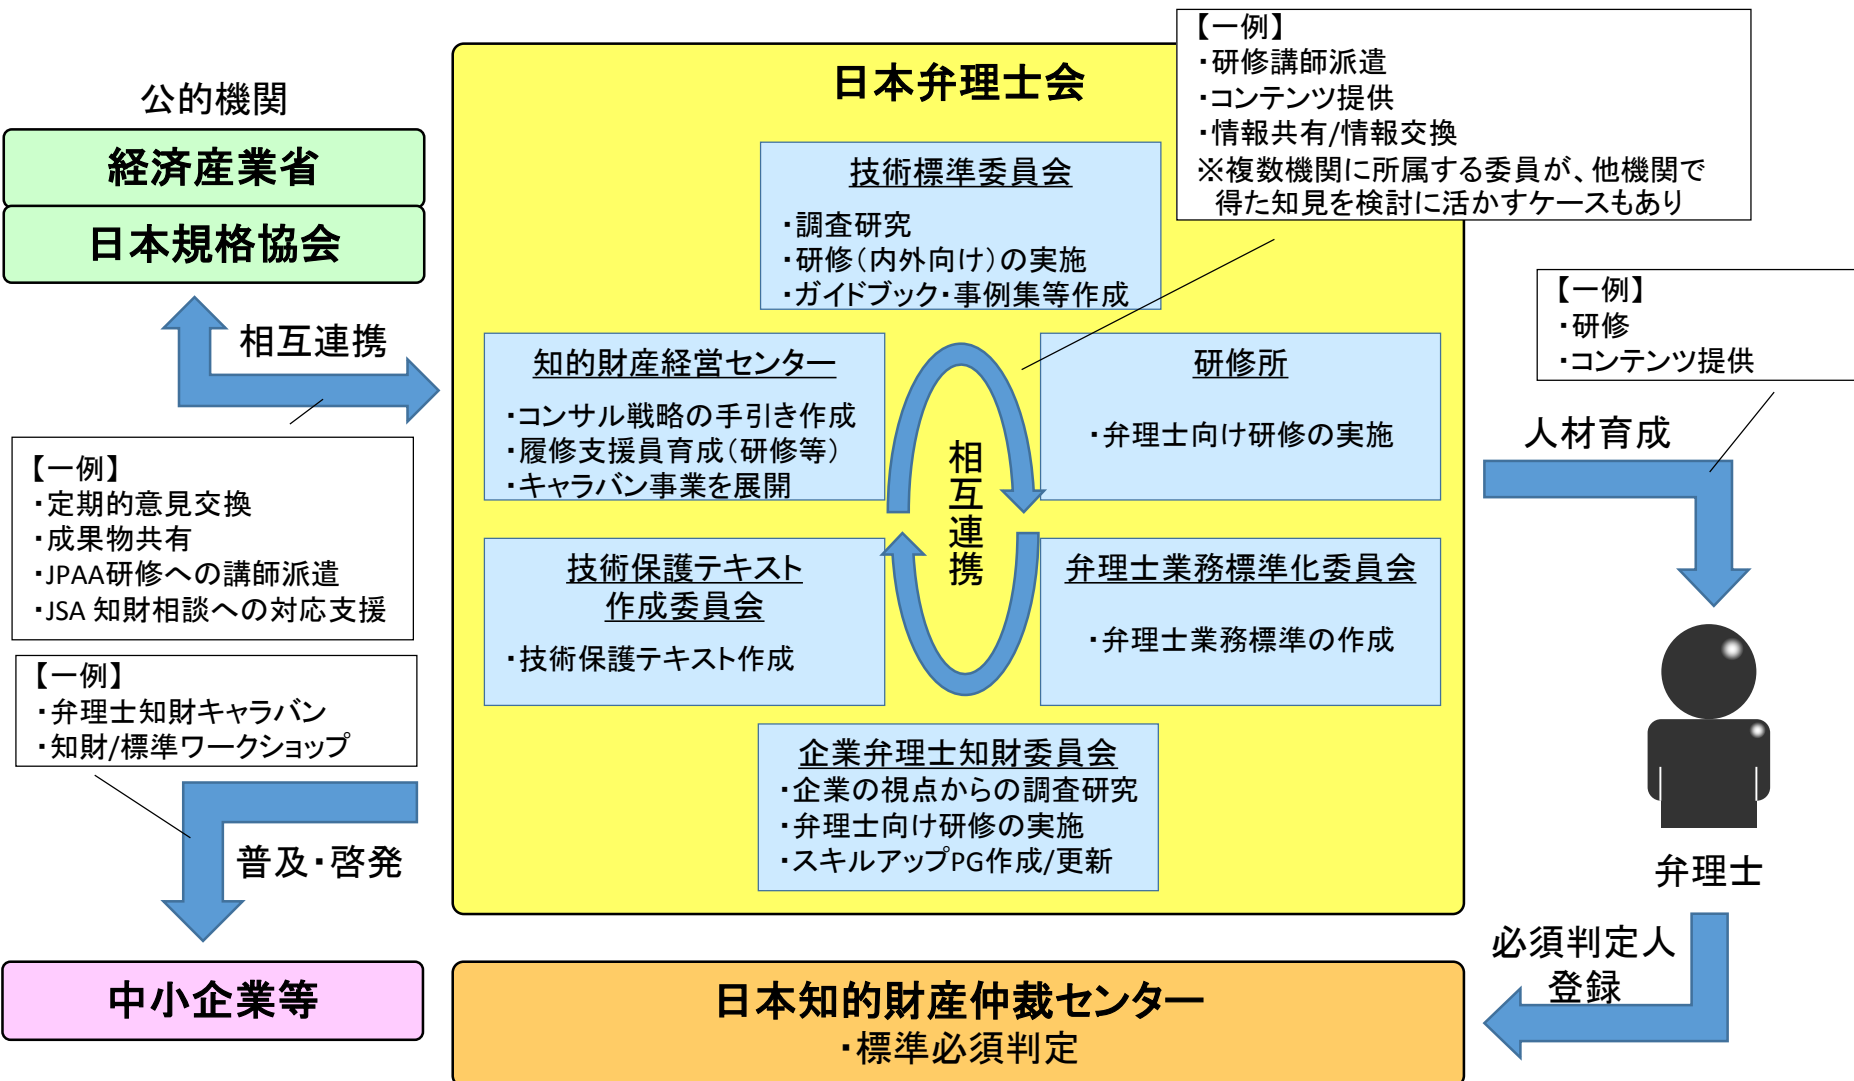 公的機関
経済産業省
日本規格協会
相互連携
【一例】
・定期的意見交換
・成果物共有
・JPAA研修への講師派遣
・JSA 知財相談への対応支援
【一例】
・弁理士知財キャラバン
・知財/標準ワークショップ
普及・啓発
中小企業等
日本弁理士会
【一例】
・研修講師派遣
・コンテンツ提供
・情報共有/情報交換
※複数機関に所属する委員が、他機関で
得た知見を検討に活かすケースもあり
技術標準委員会
・調査研究
・研修（内外向け）の実施
・ガイドブック・事例集等作成
知的財産経営センター
・コンサル戦略の手引き作成
・履修支援員育成（研修等）
・キャラバン事業を展開
研修所
・弁理士向け研修の実施
相互連携
技術保護テキスト
作成委員会
・技術保護テキスト作成
弁理士業務標準化委員会
・弁理士業務標準の作成
企業弁理士知財委員会
・企業の視点からの調査研究
・弁理士向け研修の実施
・スキルアップPG作成/更新
【一例】
・研修
・コンテンツ提供
人材育成
弁理士
必須判定人
登録
日本知的財産仲裁センター
・標準必須判定